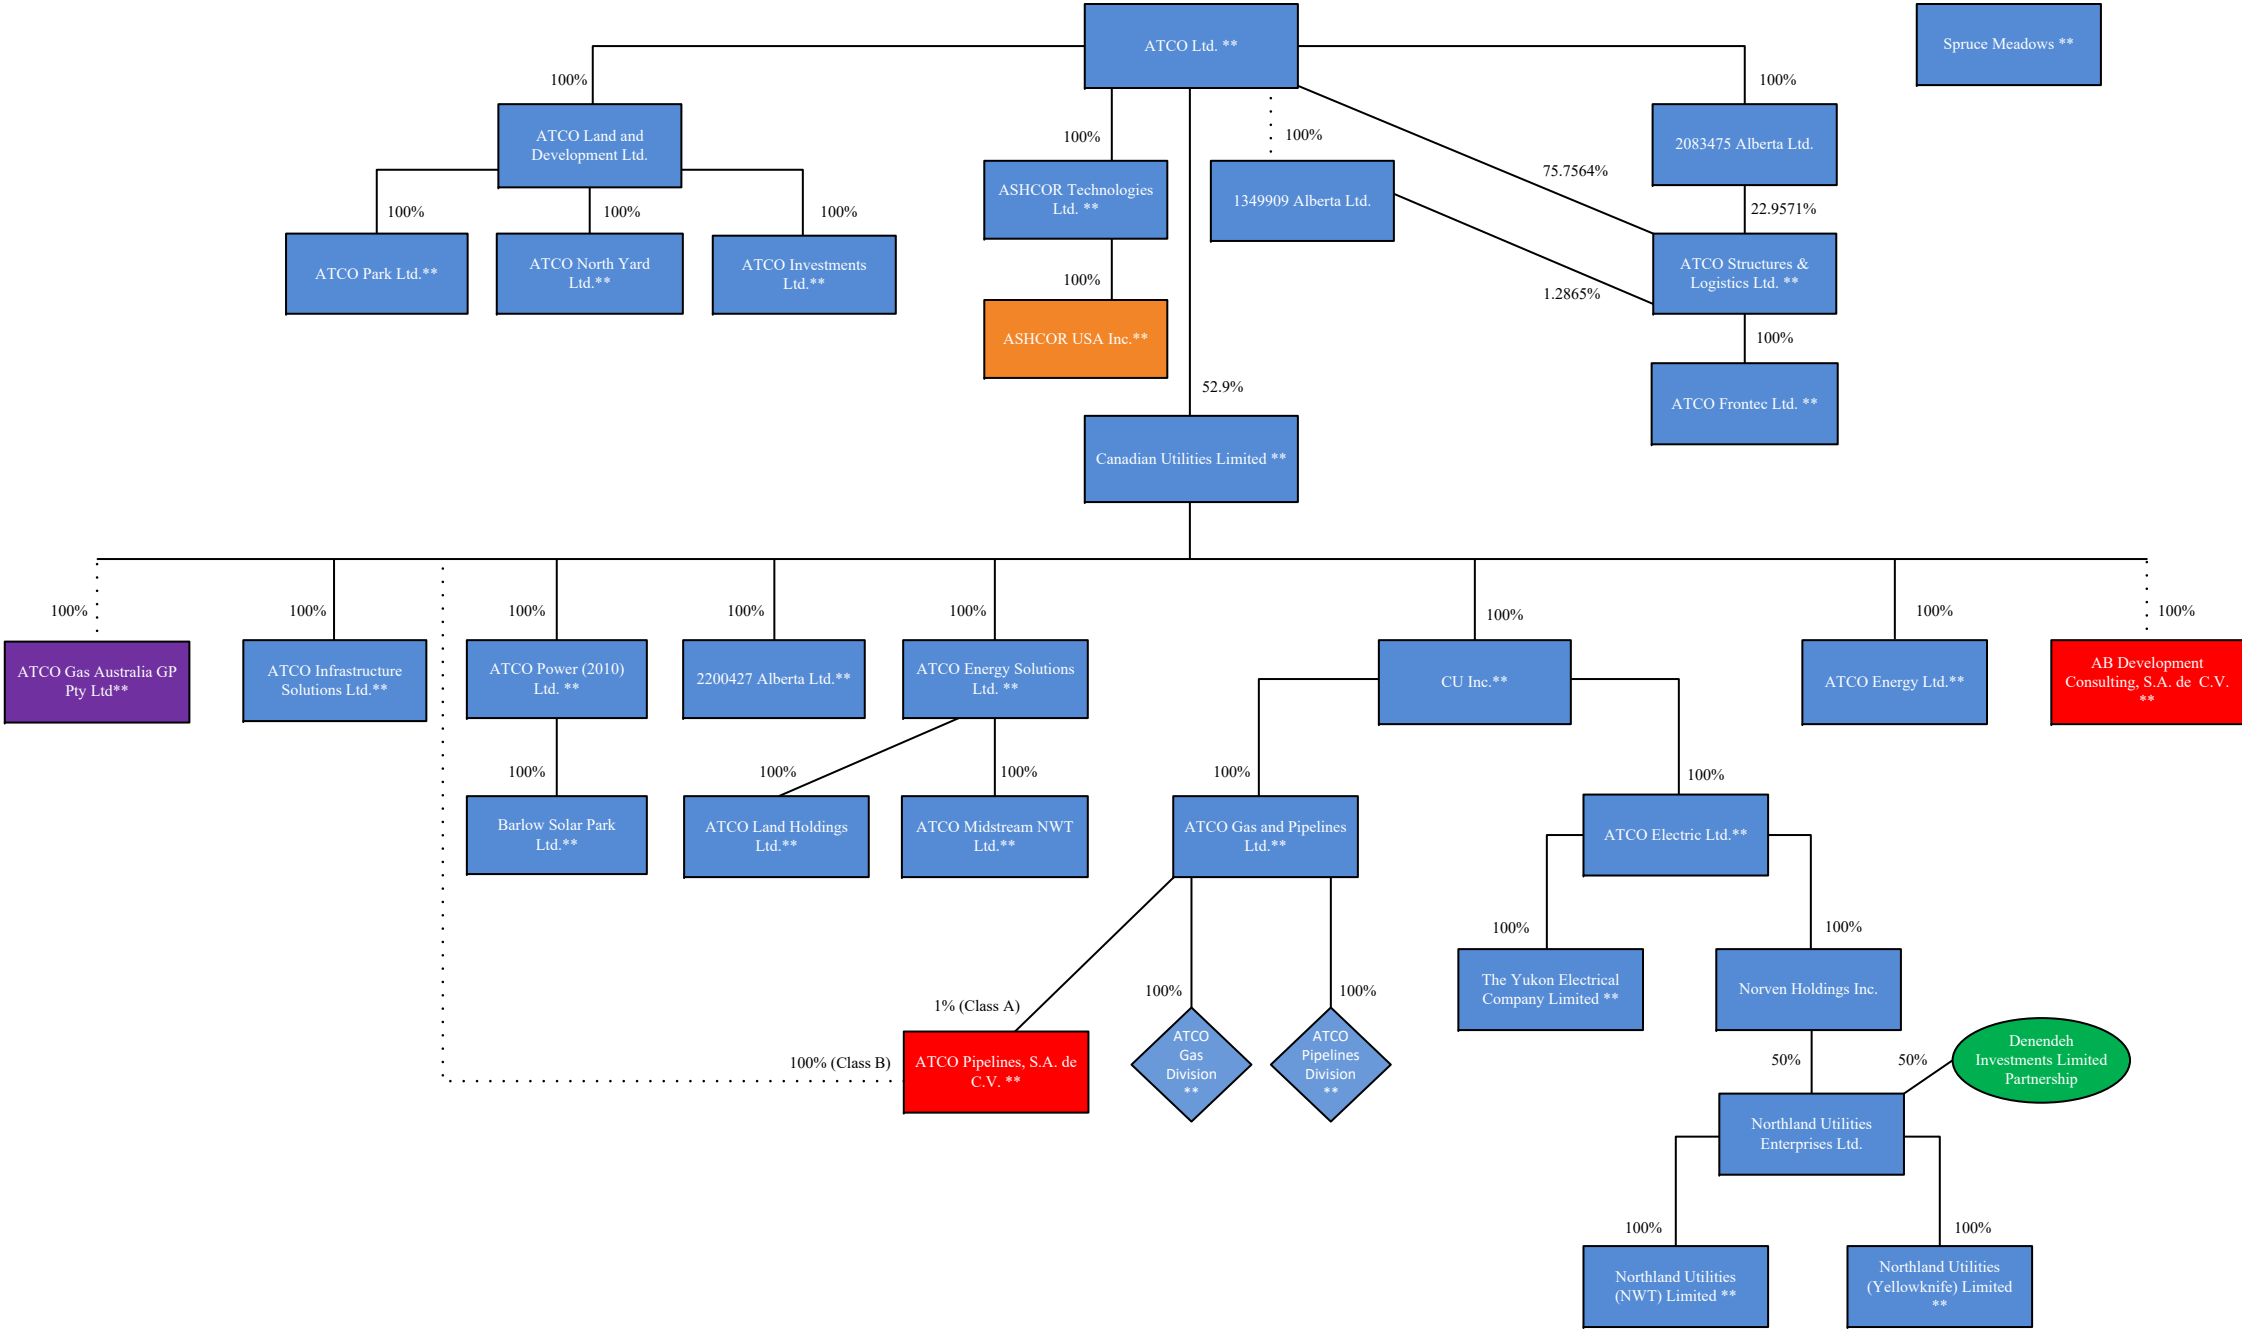 ATCO Ltd. **
Spruce Meadows **
100%
100%
ATCO Land and
Development Ltd.
100%
100%
2083475 Alberta Ltd.
ASHCOR Technologies
Ltd. **
1349909 Alberta Ltd.
75.7564%
22.9571%
100%
100%
100%
ATCO Park Ltd.**
ATCO North Yard
Ltd.**
ATCO Investments
Ltd.**
100%
ATCO Structures &
Logistics Ltd. **
1.2865%
ASHCOR USA Inc.**
100%
52.9%
ATCO Frontec Ltd. **
Canadian Utilities Limited **
100%
100%
100%
100%
100%
100%
100%
100%
ATCO Gas Australia GP
Pty Ltd**
ATCO Infrastructure
Solutions Ltd.**
ATCO Power (2010)
Ltd. **
2200427 Alberta Ltd.**
ATCO Energy Solutions
Ltd. **
CU Inc.**
ATCO Energy Ltd.**
AB Development
Consulting, S.A. de C.V.
**
100%
100%
100%
100%
100%
Barlow Solar Park
Ltd.**
ATCO Land Holdings
Ltd.**
ATCO Midstream NWT
Ltd.**
ATCO Gas and Pipelines
Ltd.**
ATCO Electric Ltd.**
100%
100%
1% (Class A)
100%
100%
The Yukon Electrical
Company Limited **
Norven Holdings Inc.
100% (Class B)
ATCO Pipelines, S.A. de
C.V. **
ATCO
Gas
Division
**
ATCO
Pipelines
Division
**
50%
50%
Denendeh
Investments Limited
Partnership
Northland Utilities
Enterprises Ltd.
100%
100%
Northland Utilities
(NWT) Limited **
Northland Utilities
(Yellowknife) Limited
**